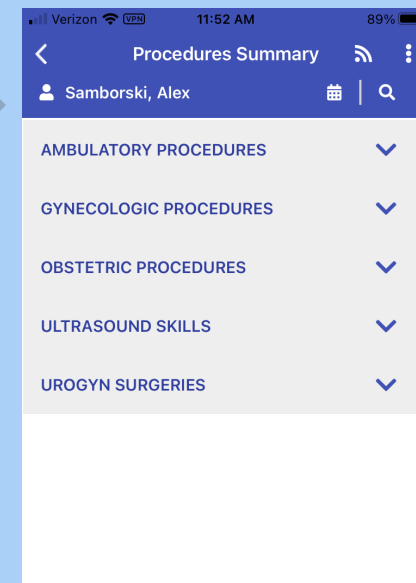 Verizon VPN 11:52 AM 89%
Procedures Summary
Samborski, Alex
AMBULATORY PROCEDURES
GYNECOLOGIC PROCEDURES
OBSTETRIC PROCEDURES
ULTRASOUND SKILLS
UROGYN SURGERIES